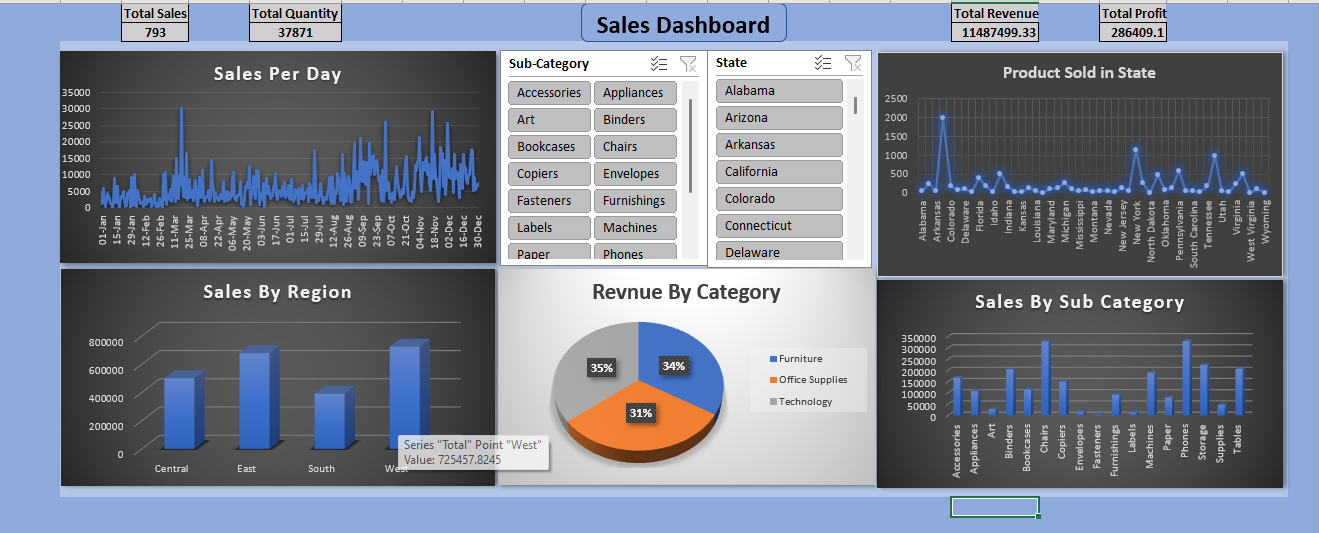 Total Sales
793
Total Quantity
37871
Sales Dashboard
Total Revenue
11487499.33
Total Profit
286409.1
Sales Per Day
35000
30000
25000
20000
15000
10000
5000
0
01-Jan
15-Jan
29-Jan
12-Feb
26-Feb
11-Mar
25-Mar
08-Apr
22-Apr
06-May
20-May
03-Jun
17-Jun
01-Jul
15-Jul
29-Jul
12-Aug
26-Aug
09-Sep
23-Sep
07-Oct
21-Oct
04-Nov
18-Nov
02-Dec
16-Dec
30-Dec
Sub-Category
Accessories
Appliances
Art
Binders
Bookcases
Chairs
Copiers
Envelopes
Fasteners
Furnishings
Labels
Machines
Paper
Phones
State
Alabama
Arizona
Arkansas
California
Colorado
Connecticut
Delaware
Product Sold in State
2500
2000
1500
1000
500
0
Alabama
Arkansas
Colorado
Delaware
Florida
Idaho
Indiana
Kansas
Louisiana
Maryland
Michigan
Mississippi
Montana
Nevada
New Jersey
New York
North Dakota
Oklahoma
Pennsylvania
South Carolina
Tennessee
Utah
Virginia
West Virginia
Wyoming
Sales By Region
800000
600000
400000
200000
0
Central
East
South
West
Series "Total" Point "West"
Value: 725457.8245
Revnue By Category
35%
34%
31%
Furniture
Office Supplies
Technology
Sales By Sub Category
350000
300000
250000
200000
150000
100000
50000
0
Accessories
Appliances
Art
Binders
Bookcases
Chairs
Copiers
Envelopes
Fasteners
Furnishings
Labels
Machines
Paper
Phones
Storage
Supplies
Tables